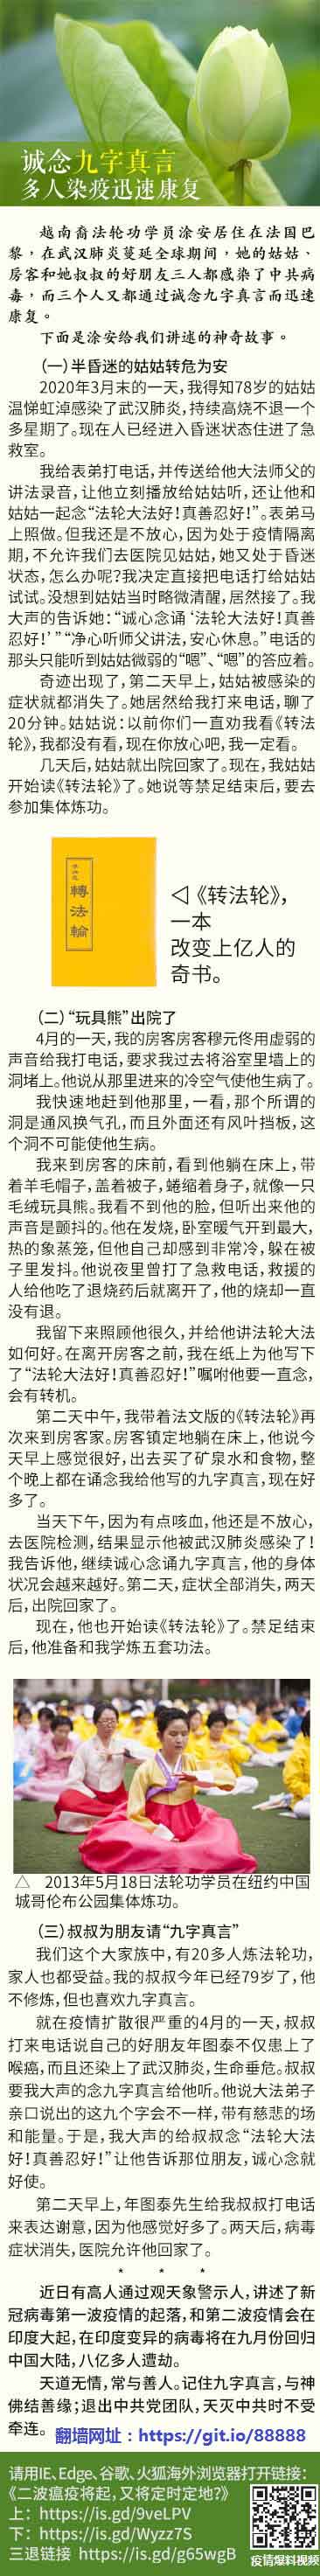 诚念九字真言
多人染疫迅速康复
越南裔法轮功学员涂安居住在法国巴
黎，在武汉肺炎蔓延全球期间，她的姑姑、
房客和她叔叔的好朋友三人都感染了中共病
毒，而三个人又都通过诚念九字真言而迅速
康复。
下面是涂安给我们讲述的神奇故事。
（一）半昏迷的姑姑转危为安
2020年3月末的一天，我得知78岁的姑姑
温悌虹淖感染了武汉肺炎，持续高烧不退一个
多星期了。现在人已经进入昏迷状态住进了急
救室。
我给表弟打电话，并传送给他大法师父的
讲法录音，让他立刻播放给姑姑听，还让他和
姑姑一起念“法轮大法好！真善忍好！”。表弟马
上照做。但我还是不放心，因为处于疫情隔离
期，不允许我们去医院见姑姑，她又处于昏迷
状态，怎么办呢？我决定直接把电话打给姑姑
试试。没想到姑姑当时略微清醒，居然接了。我
大声的告诉她：“诚心念诵‘法轮大法好！真善
忍好！’”“净心听师父讲法，安心休息。”电话的
那头只能听到姑姑微弱的“嗯”、“嗯”的答应着。
奇迹出现了，第二天早上，姑姑被感染的
症状就都消失了。她居然给我打来电话，聊了
20分钟。姑姑说：以前你们一直劝我看《转法
轮》，我都没有看，现在你放心吧，我一定看。
几天后，姑姑就出院回家了。现在，我姑姑
开始读《转法轮》了。她说等禁足结束后，要去
参加集体炼功。
轉法輪
◁《转法轮》，
一本
改变上亿人的
奇书。
（二）“玩具熊”出院了
4月的一天，我的房客房客穆元佟用虚弱的
声音给我打电话，要求我过去将浴室里墙上的
洞堵上。他说从那里进来的冷空气使他生病了。
我快速地赶到他那里，一看，那个所谓的
洞是通风换气孔，而且外面还有风叶挡板，这
个洞不可能使他生病。
我来到房客的床前，看到他躺在床上，带
着羊毛帽子，盖着被子，蜷缩着身子，就像一只
毛绒玩具熊。我看不到他的脸，但听出来他的
声音是颤抖的。他在发烧，卧室暖气开到最大，
热的象蒸笼，但他自己却感到非常冷，躲在被
子里发抖。他说夜里曾打了急救电话，救援的
人给他吃了退烧药后就离开了，他的烧却一直
没有退。
我留下来照顾他很久，并给他讲法轮大法
如何好。在离开房客之前，我在纸上为他写下
了“法轮大法好！真善忍好！”嘱咐他要一直念，
会有转机。
第二天中午，我带着法文版的《转法轮》再
次来到房客家。房客镇定地躺在床上，他说今
天早上感觉很好，出去买了矿泉水和食物，整
个晚上都在诵念我给他写的九字真言，现在好
多了。
当天下午，因为有点咳血，他还是不放心，
去医院检测，结果显示他被武汉肺炎感染了！
我告诉他，继续诚心念诵九字真言，他的身体
状况会越来越好。第二天，症状全部消失，两天
后，出院回家了。
现在，他也开始读《转法轮》了。禁足结束
后，他准备和我学炼五套功法。
△ 2013年5月18日法轮功学员在纽约中国
城哥伦布公园集体炼功。
（三）叔叔为朋友请“九字真言”
我们这个大家族中，有20多人炼法轮功，
家人也都受益。我的叔叔今年已经79岁了，他
不修炼，但也喜欢九字真言。
就在疫情扩散很严重的4月的一天，叔叔
打来电话说自己的好朋友年图泰不仅患上了
喉癌，而且还染上了武汉肺炎，生命垂危。叔叔
要我大声的念九字真言给他听。他说大法弟子
亲口说出的这九个字会不一样，带有慈悲的场
和能量。于是，我大声的给叔叔念“法轮大法
好！真善忍好！”让他告诉那位朋友，诚心念就
好使。
第二天早上，年图泰先生给我叔叔打电话
来表达谢意，因为他感觉好多了。两天后，病毒
症状消失，医院允许他回家了。
* * *
近日有高人通过观天象警示人，讲述了新
冠病毒第一波疫情的起落，和第二波疫情会在
印度大起，在印度变异的病毒将在九月份回归
中国大陆，八亿多人遭劫。
天道无情，常与善人。记住九字真言，与神
佛结善缘；退出中共党团队，天灭中共时不受
牵连。 翻墙网址：https://git.io/88888
请用IE、Edge、谷歌、火狐海外浏览器打开链接：
《二波瘟疫将起，又将定时定地？》
上：https://is.gd/9veLPV
下：https://is.gd/Wyzz7S
三退链接 https://is.gd/g65wgB
疫情爆料视频